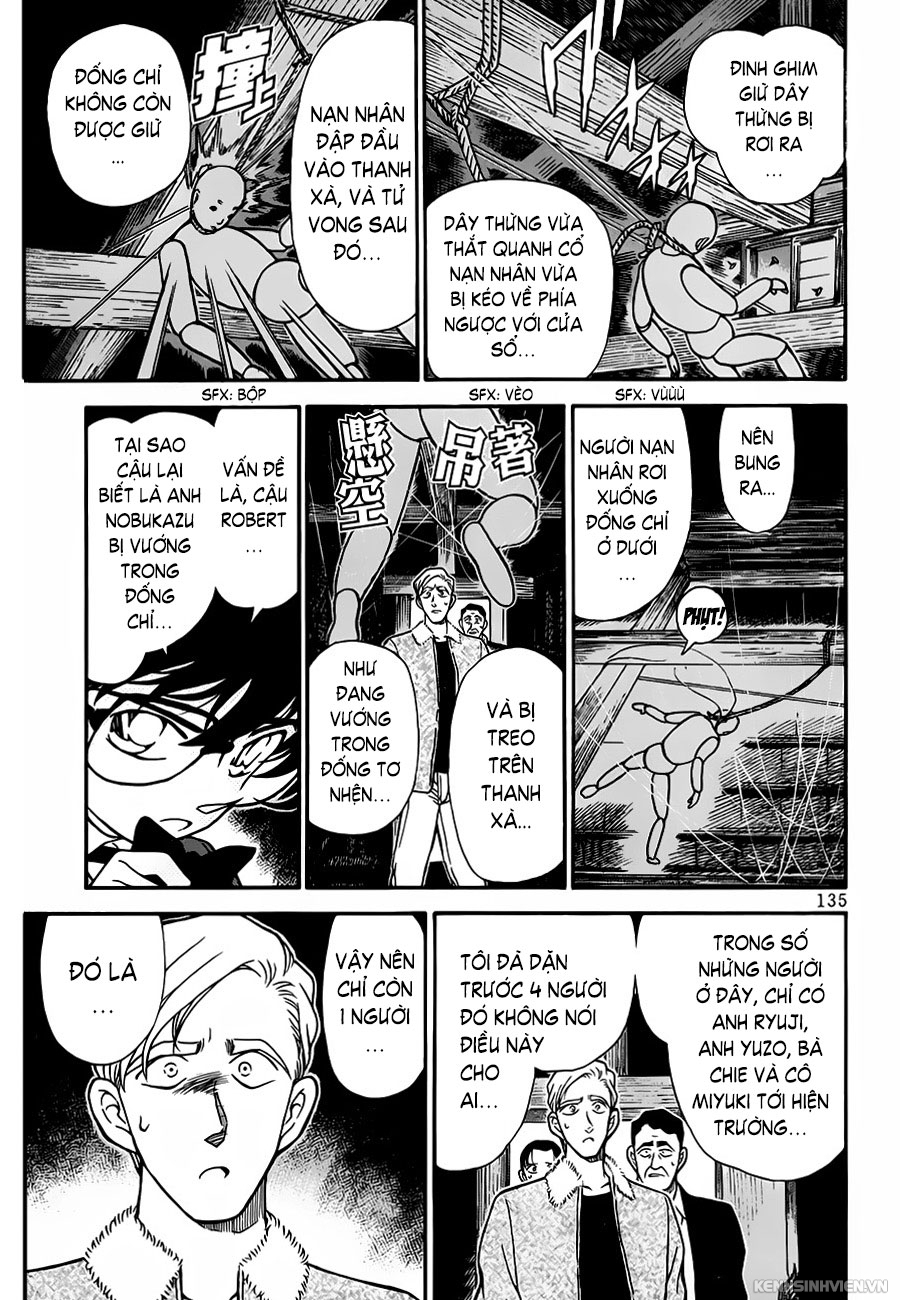 ĐINH GHIM
GIỮ DÂY
THỪNG BỊ
RƠI RA
...
DÂY THỪNG VỪA
THẮT QUANH CỔ
NẠN NHÂN VỪA
BỊ KÉO VỀ PHÍA
NGƯỢC VỚI CỬA
SỔ...
NẠN NHÂN
ĐẬP ĐẦU
VÀO THANH
XÀ, VÀ TỬ
VONG SAU
ĐÓ...
撞上
ĐỐNG CHỈ
KHÔNG CÒN
ĐƯỢC GIỮ
...
SFX: BỘP
SFX: VÈO
SFX: VÙÙÙ
NÊN
BUNG
RA...
NGƯỜI NẠN
NHÂN RƠI
XUỐNG
ĐỐNG CHỈ
Ở DƯỚI
...
PHỤT!
吊著
懸空
VÀ BỊ
TREO TRÊN
THANH
XÀ...
NHƯ
ĐANG
VƯỚNG
TRONG
ĐỐNG TƠ
NHỆN...
VẤN ĐỀ
LÀ, CẬU
ROBERT
...
TẠI SAO
CẬU LẠI
BIẾT LÀ ANH
NOBUKAZU
BỊ VƯỚNG
TRONG
ĐỐNG
CHỈ...
135
TRONG SỐ
NHỮNG NGƯỜI
Ở ĐÂY, CHỈ CÓ
ANH RYUJI,
ANH YUZO, BÀ
CHIE VÀ CÔ
MIYUKI TỚI HIỆN
TRƯỜNG...
TÔI ĐÃ DẶN
TRƯỚC 4 NGƯỜI
ĐÓ KHÔNG NÓI
ĐIỀU NÀY
CHO
AI...
VẬY NÊN
CHỈ CÒN
1 NGƯỜI
...
ĐÓ LÀ
...
KENHSINHVIEN.VN